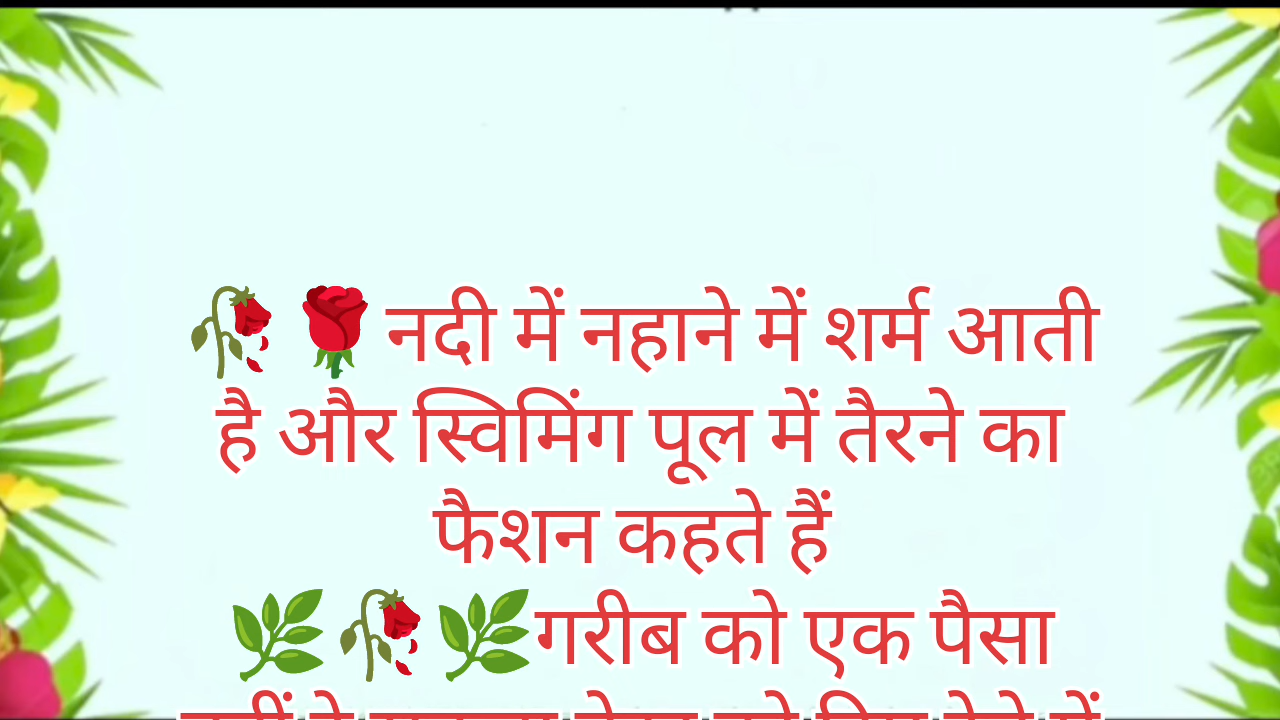 🥀🌹नदी में नहाने में शर्म आती
है और स्विमिंग पूल में तैरने का
फैशन कहते हैं
🌿🥀🌿गरीब को एक पैसा